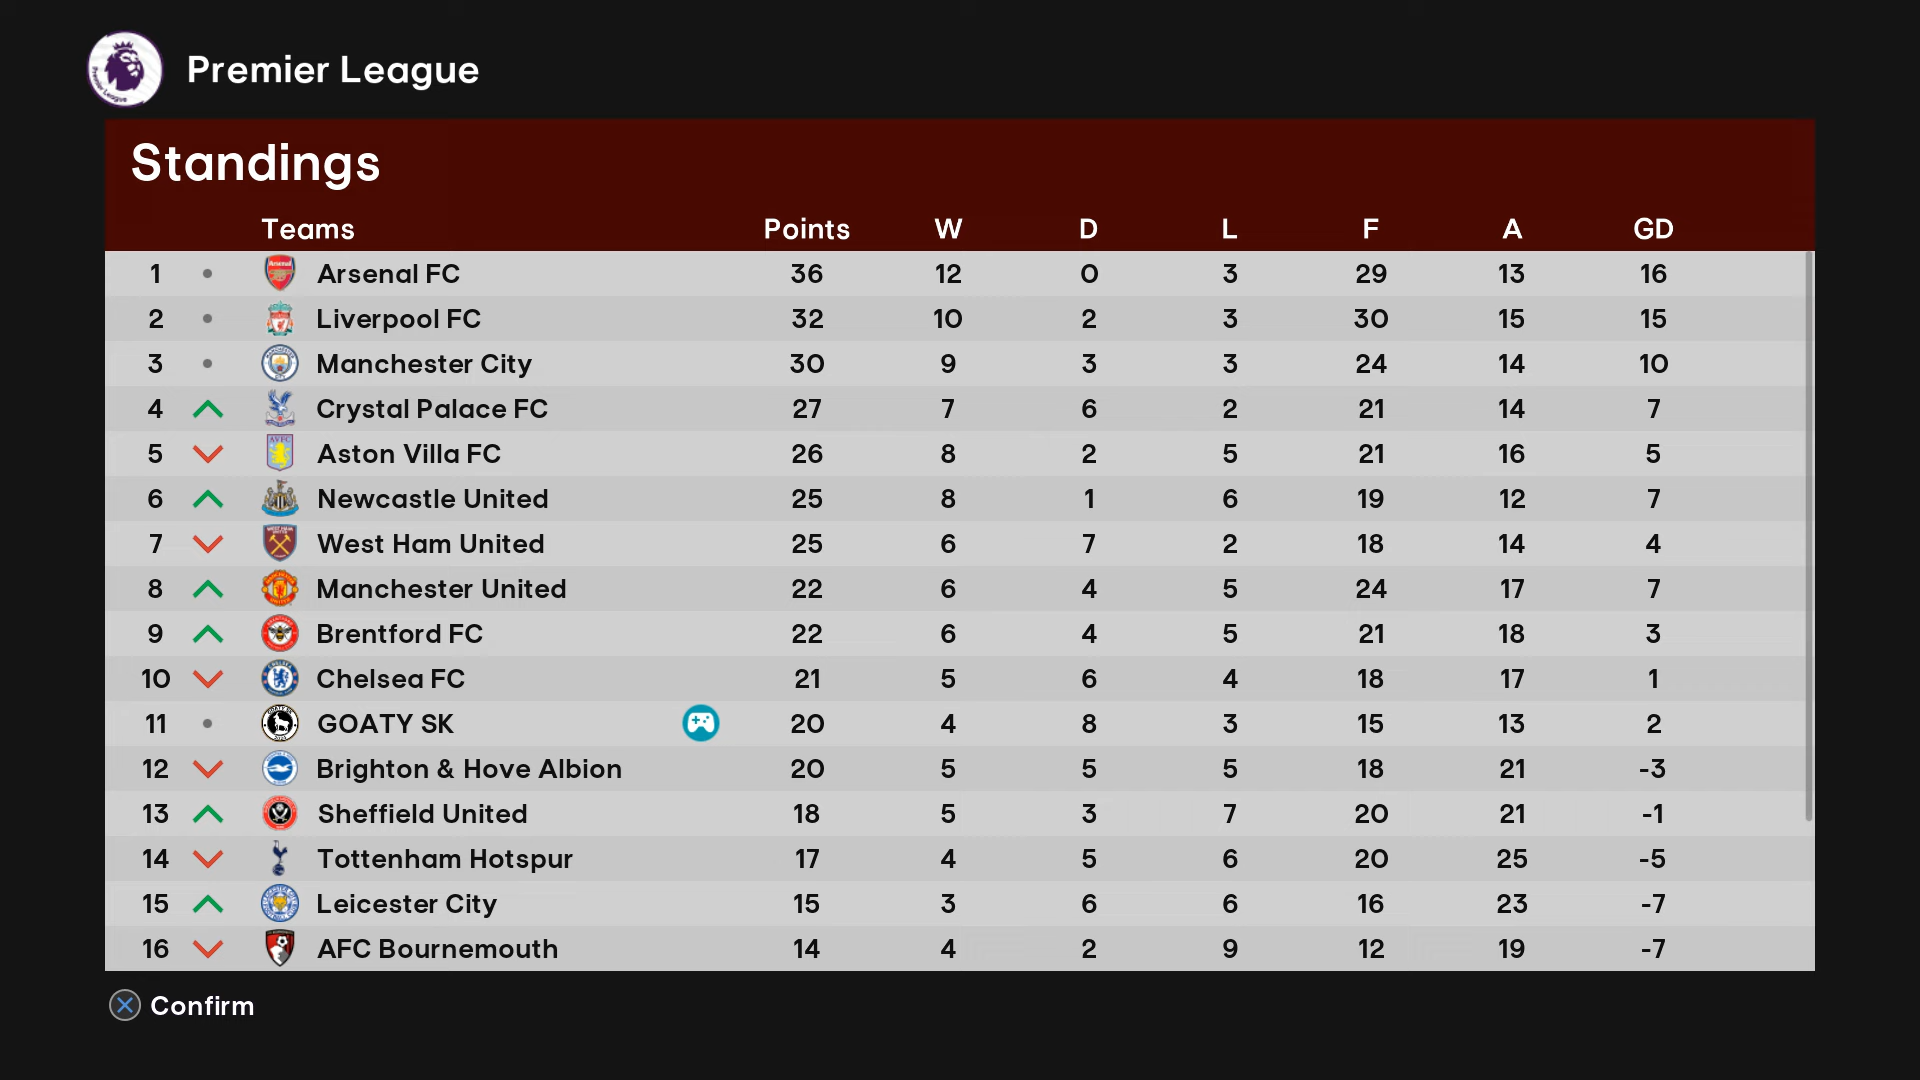 Premier League
Standings
Teams Points W D L F A GD
1 Arsenal FC 36 12 0 3 29 13 16
2 Liverpool FC 32 10 2 3 30 15 15
3 Manchester City 30 9 3 3 24 14 10
4 Crystal Palace FC 27 7 6 2 21 14 7
5 Aston Villa FC 26 8 2 5 21 16 5
6 Newcastle United 25 8 1 6 19 12 7
7 West Ham United 25 6 7 2 18 14 4
8 Manchester United 22 6 4 5 24 17 7
9 Brentford FC 22 6 4 5 21 18 3
10 Chelsea FC 21 5 6 4 18 17 1
11 GOATY SK 20 4 8 3 15 13 2
12 Brighton & Hove Albion 20 5 5 5 18 21 -3
13 Sheffield United 18 5 3 7 20 21 -1
14 Tottenham Hotspur 17 4 5 6 20 25 -5
15 Leicester City 15 3 6 6 16 23 -7
16 AFC Bournemouth 14 4 2 9 12 19 -7
Confirm